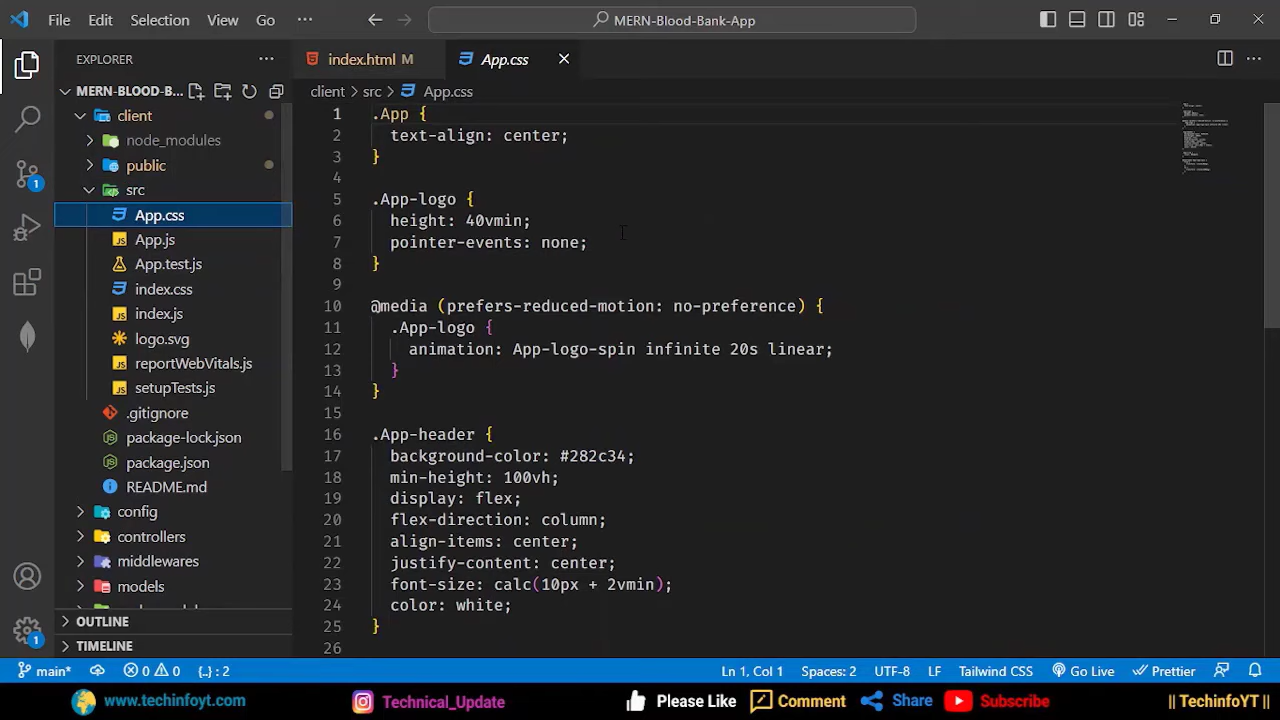 File Edit Selection View Go ··· MERN-Blood-Bank-App
EXPLORER ···
MERN-BLOOD-B...
client
node_modules
public
src
App.css
App.js
App.test.js
index.css
index.js
logo.svg
reportWebVitals.js
setupTests.js
.gitignore
package-lock.json
package.json
README.md
config
controllers
middlewares
models
OUTLINE
TIMELINE
1
1
index.html M App.css
client > src > App.css
1 .App {
2 text-align: center;
3 }
4
5 .App-logo {
6 height: 40vmin;
7 pointer-events: none;
8 }
9
10 @media (prefers-reduced-motion: no-preference) {
11 .App-logo {
12 animation: App-logo-spin infinite 20s linear;
13 }
14 }
15
16 .App-header {
17 background-color: #282c34;
18 min-height: 100vh;
19 display: flex;
20 flex-direction: column;
21 align-items: center;
22 justify-content: center;
23 font-size: calc(10px + 2vmin);
24 color: white;
25 }
26
main* 0 0 {..} : 2 Ln 1, Col 1 Spaces: 2 UTF-8 LF Tailwind CSS Go Live Prettier
www.techinfoyt.com Technical_Update Please Like Comment Share Subscribe || TechinfoYT ||